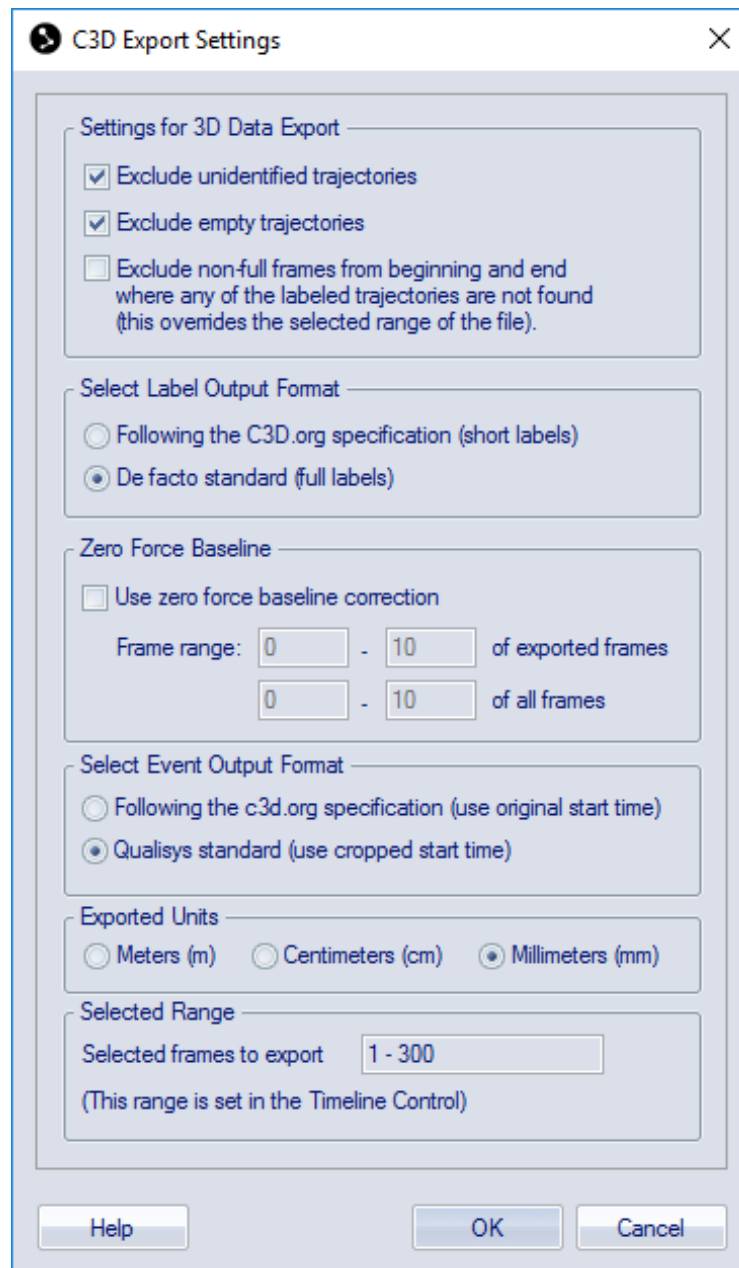 C3D Export Settings
Settings for 3D Data Export
Exclude unidentified trajectories
Exclude empty trajectories
Exclude non-full frames from beginning and end
where any of the labeled trajectories are not found
(this overrides the selected range of the file).
Select Label Output Format
Following the C3D.org specification (short labels)
De facto standard (full labels)
Zero Force Baseline
Use zero force baseline correction
Frame range: 0 - 10 of exported frames
0 - 10 of all frames
Select Event Output Format
Following the c3d.org specification (use original start time)
Qualisys standard (use cropped start time)
Exported Units
Meters (m) Centimeters (cm) Millimeters (mm)
Selected Range
Selected frames to export 1 - 300
(This range is set in the Timeline Control)
Help OK Cancel